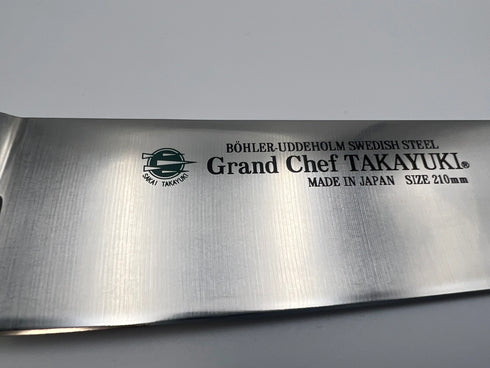 BÖHLER-UDDEHOLM SWEDISH STEEL
Grand Chef TAKAYUKI®
MADE IN JAPAN SIZE 210mm
SAKAI TAKAYUKI